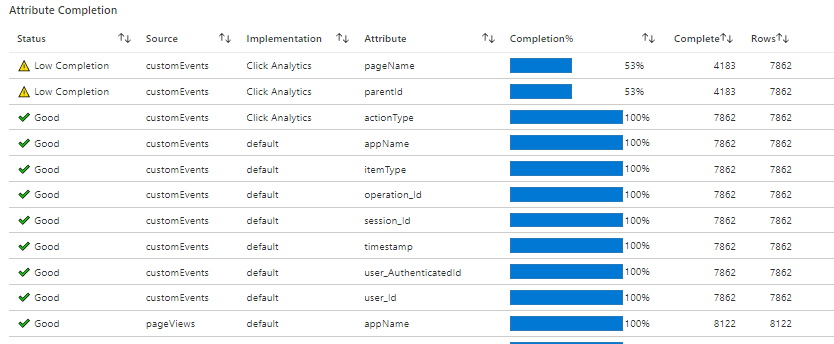 Attribute Completion
Status Source Implementation Attribute Completion% Complete Rows
Low Completion customEvents Click Analytics pageName 53% 4183 7862
Low Completion customEvents Click Analytics parentId 53% 4183 7862
Good customEvents Click Analytics actionType 100% 7862 7862
Good customEvents default appName 100% 7862 7862
Good customEvents default itemType 100% 7862 7862
Good customEvents default operation_Id 100% 7862 7862
Good customEvents default session_Id 100% 7862 7862
Good customEvents default timestamp 100% 7862 7862
Good customEvents default user_AuthenticatedId 100% 7862 7862
Good customEvents default user_Id 100% 7862 7862
Good pageViews default appName 100% 8122 8122